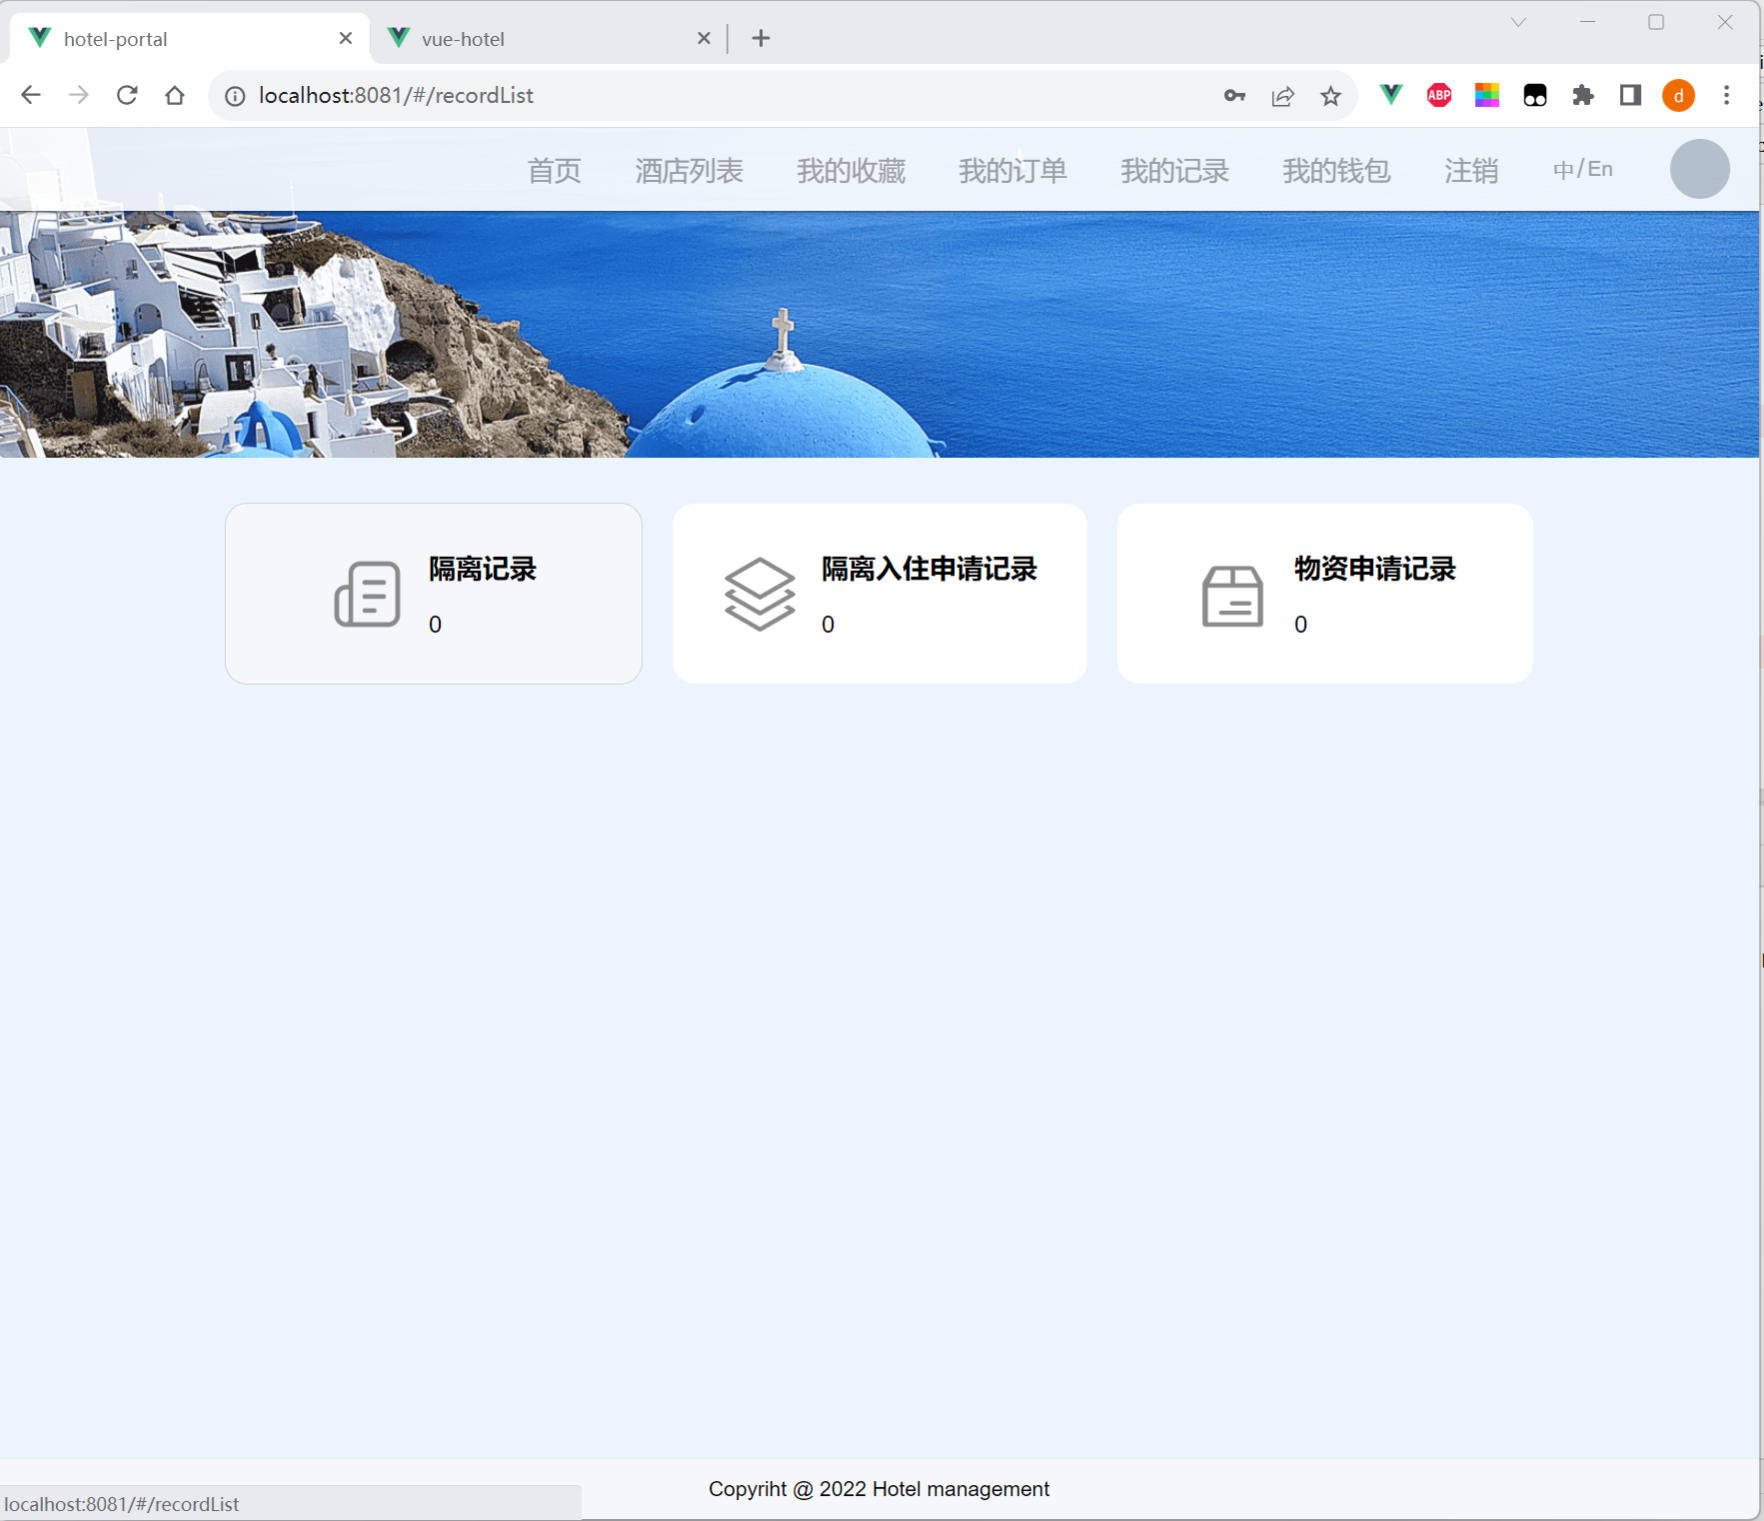 hotel-portal
vue-hotel
localhost:8081/#/recordList
ABP
d
首页 酒店列表 我的收藏 我的订单 我的记录 我的钱包 注销 中/En
隔离记录
0
隔离入住申请记录
0
物资申请记录
0
Copyriht @ 2022 Hotel management
localhost:8081/#/recordList